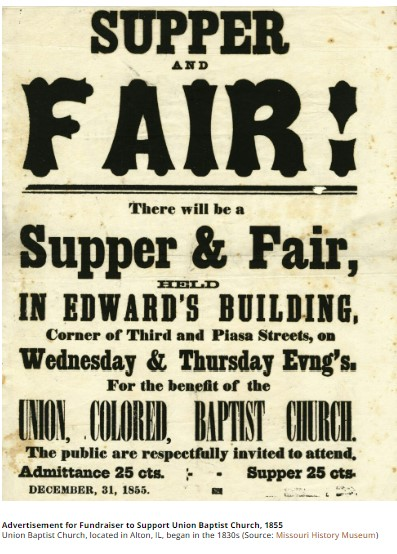 SUPPER
AND
FAIR!
There will be a
Supper & Fair,
HELD
IN EDWARD'S BUILDING,
Corner of Third and Piasa Streets, on
Wednesday & Thursday Evng's.
For the benefit of the
UNION, COLORED, BAPTIST CHURCH.
The public are respectfully invited to attend.
Admittance 25 cts. Supper 25 cts.
DECEMBER, 31, 1855.
Advertisement for Fundraiser to Support Union Baptist Church, 1855
Union Baptist Church, located in Alton, IL, began in the 1830s (Source: Missouri History Museum)